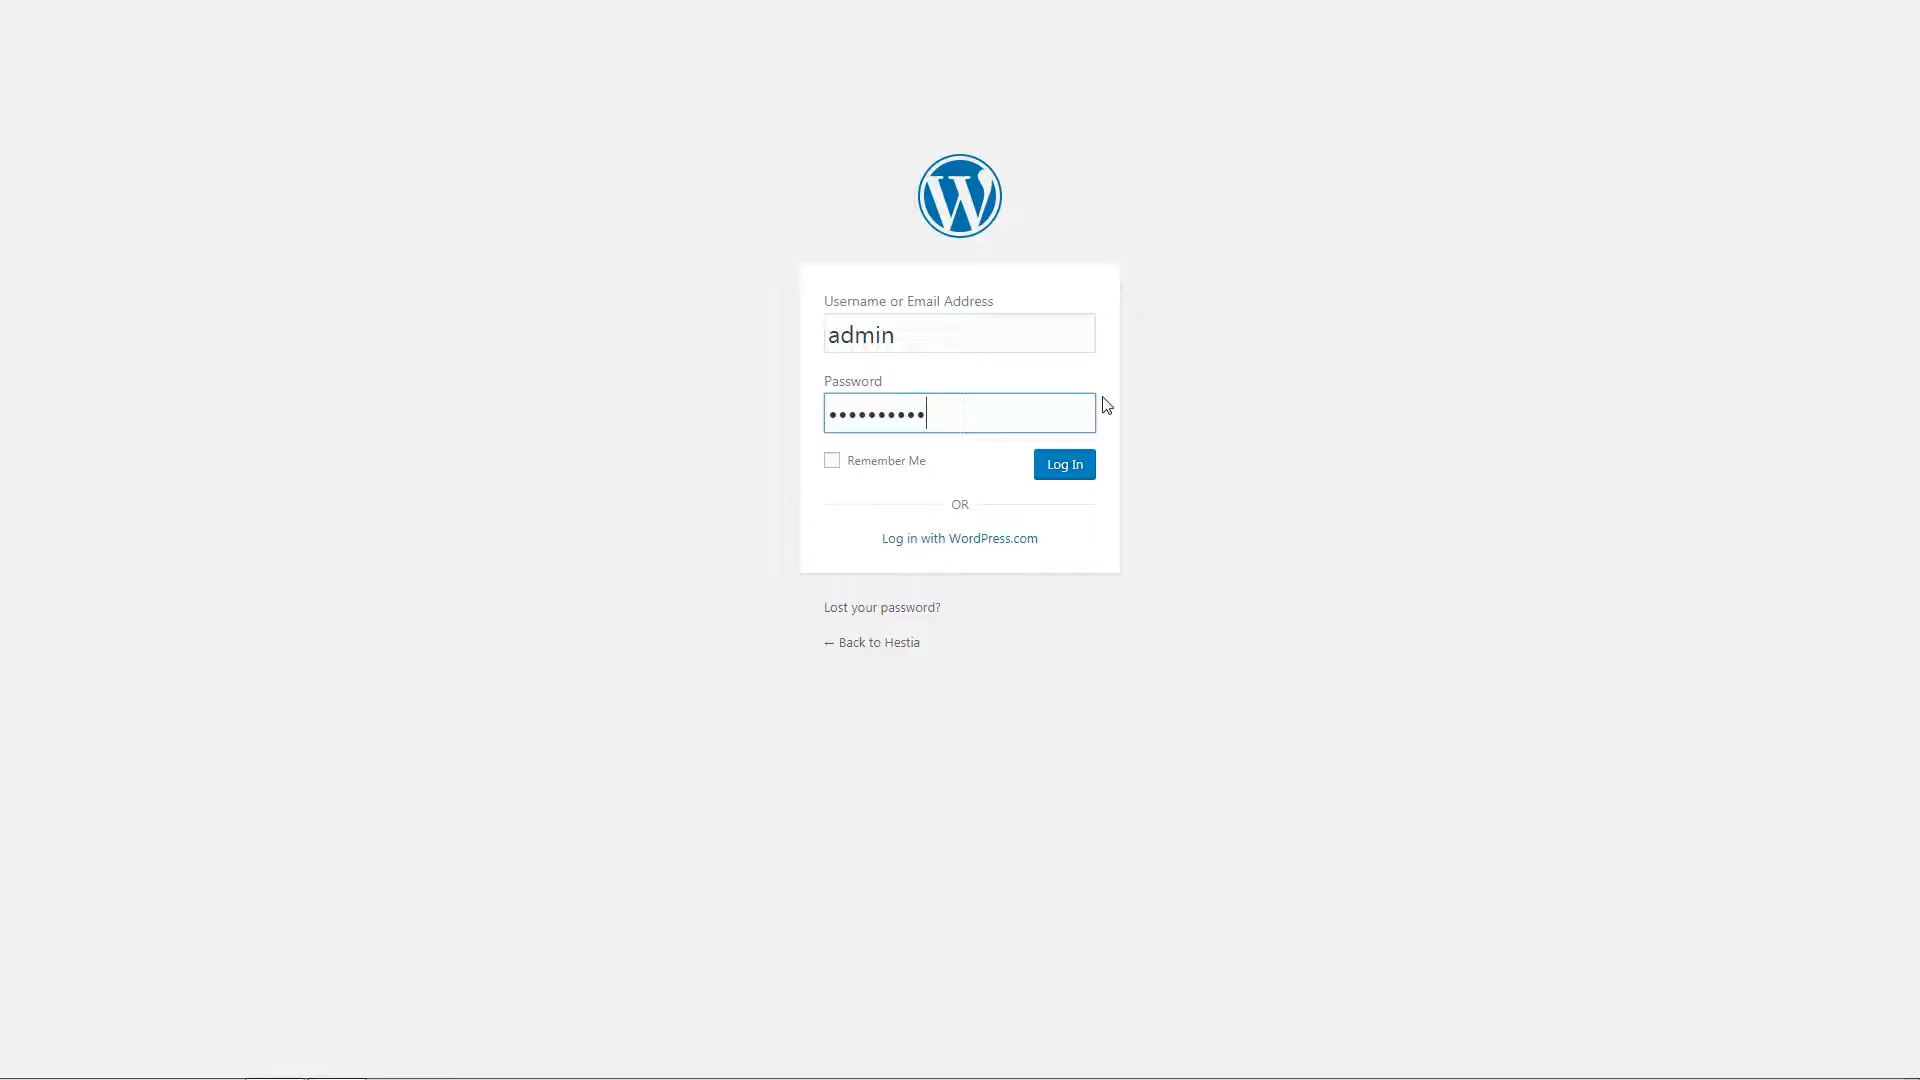 Username or Email Address
admin
Password
••••••••••
Remember Me
Log In
OR
Log in with WordPress.com
Lost your password?
← Back to Hestia